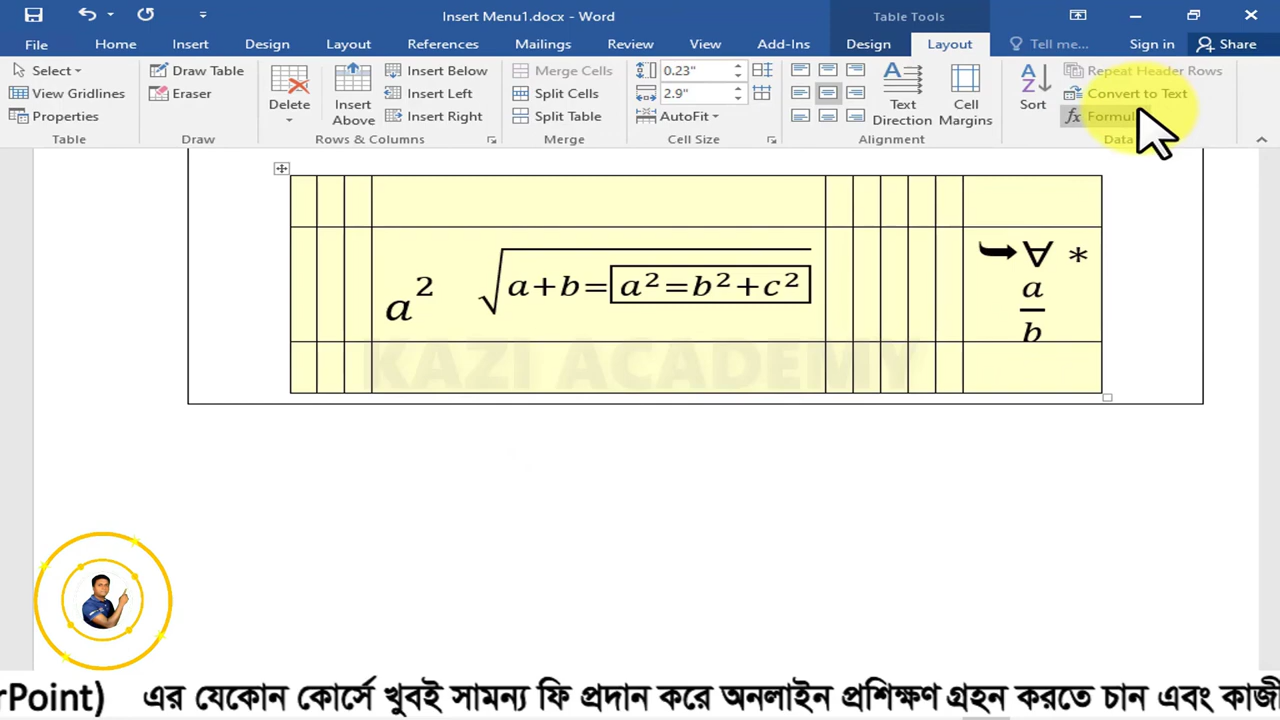 Insert Menu1.docx - Word
Table Tools
File Home Insert Design Layout References Mailings Review View Add-Ins Design Layout Tell me... Sign in Share
Select Draw Table Insert Below Merge Cells 0.23" Repeat Header Rows
View Gridlines Eraser Delete Insert Above Insert Left Split Cells 2.9" Text Direction Cell Margins Sort Convert to Text
Properties Insert Right Split Table AutoFit fx
Table Draw Rows & Columns Merge Cell Size Alignment
a² √a+b=a²=b²+c² ∀ *
a
b
KAZI ACADEMY
rPoint) এর যেকোন কোর্সে খুবই সামন্য ফি প্রদান করে অনলাইন প্রশিক্ষণ গ্রহন করতে চান এবং কাজী